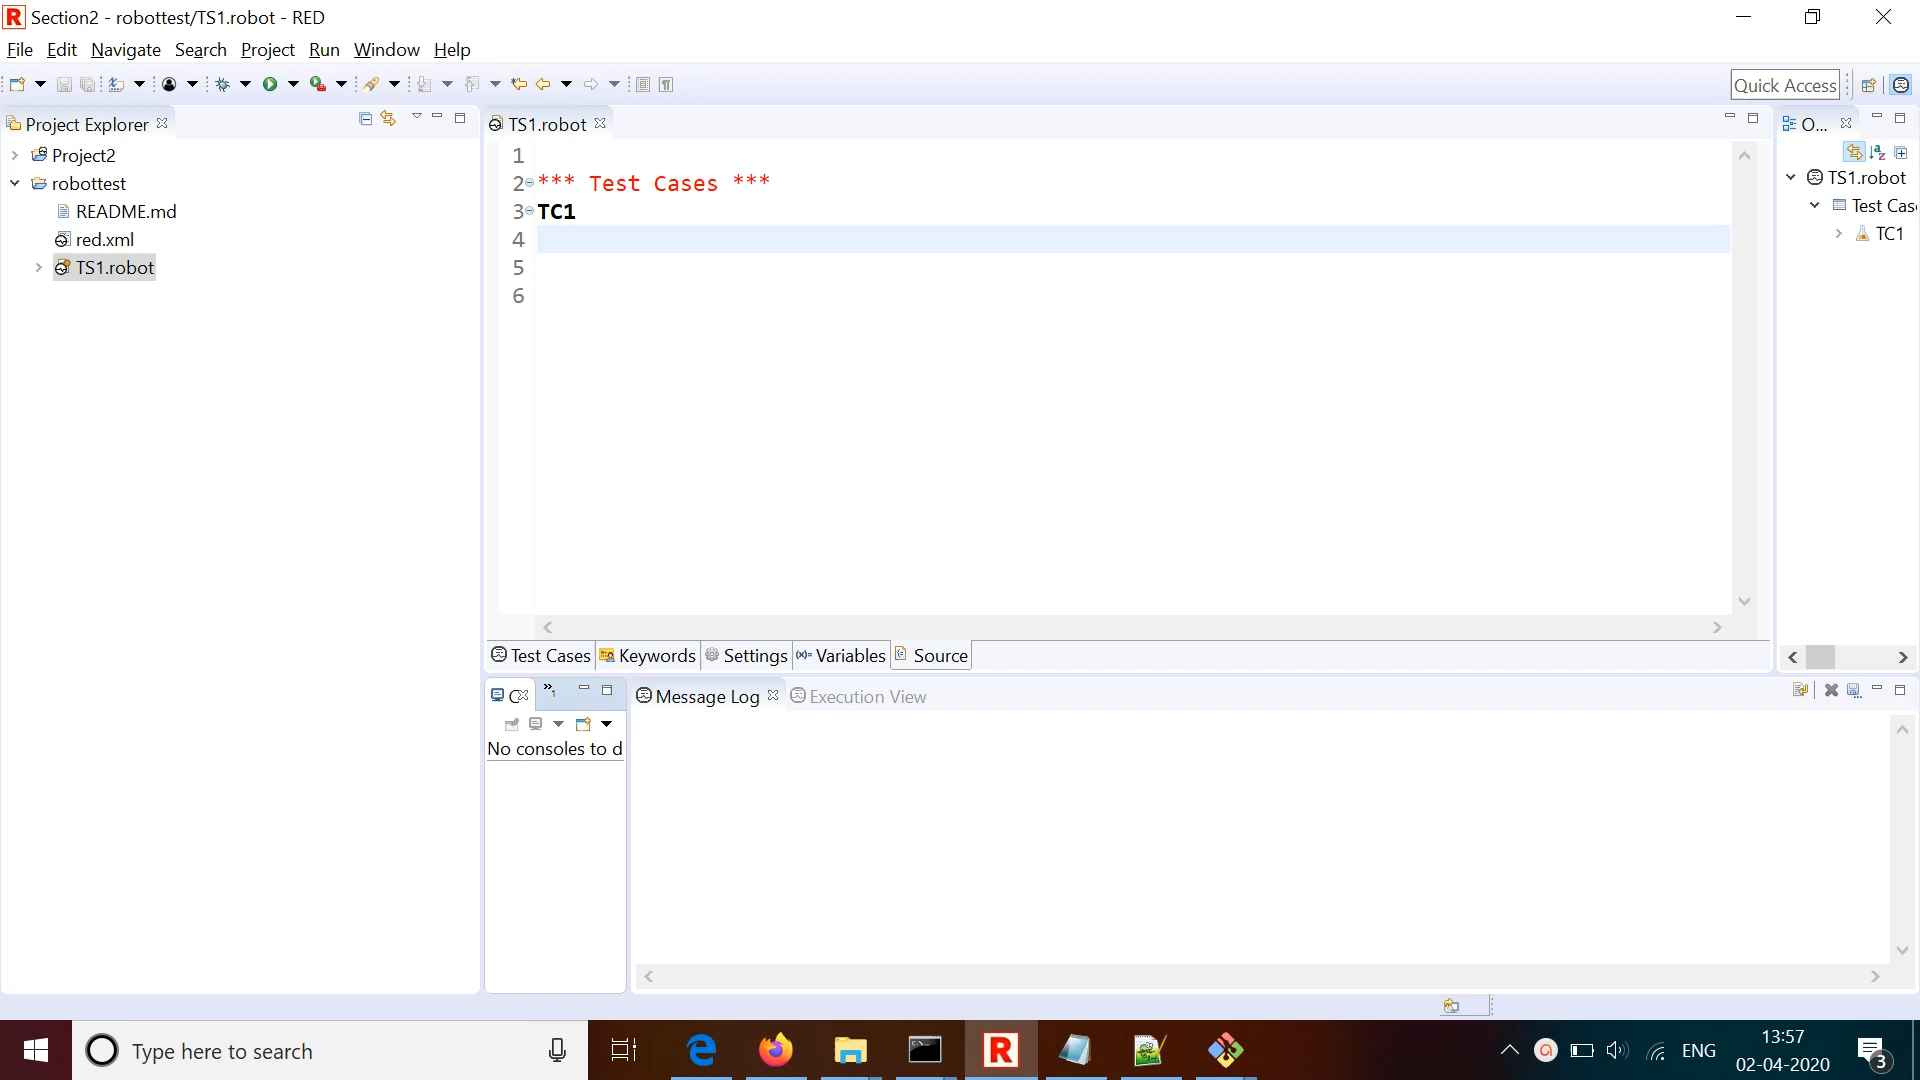 Section2 - robottest/TS1.robot - RED
File Edit Navigate Search Project Run Window Help
Quick Access
Project Explorer
Project2
robottest
README.md
red.xml
TS1.robot
TS1.robot
1
2 *** Test Cases ***
3 TC1
4
5
6
Test Cases Keywords Settings Variables Source
O...
TS1.robot
Test Cas
TC1
C
No consoles to d
Message Log Execution View
Type here to search
ENG
13:57
02-04-2020
3